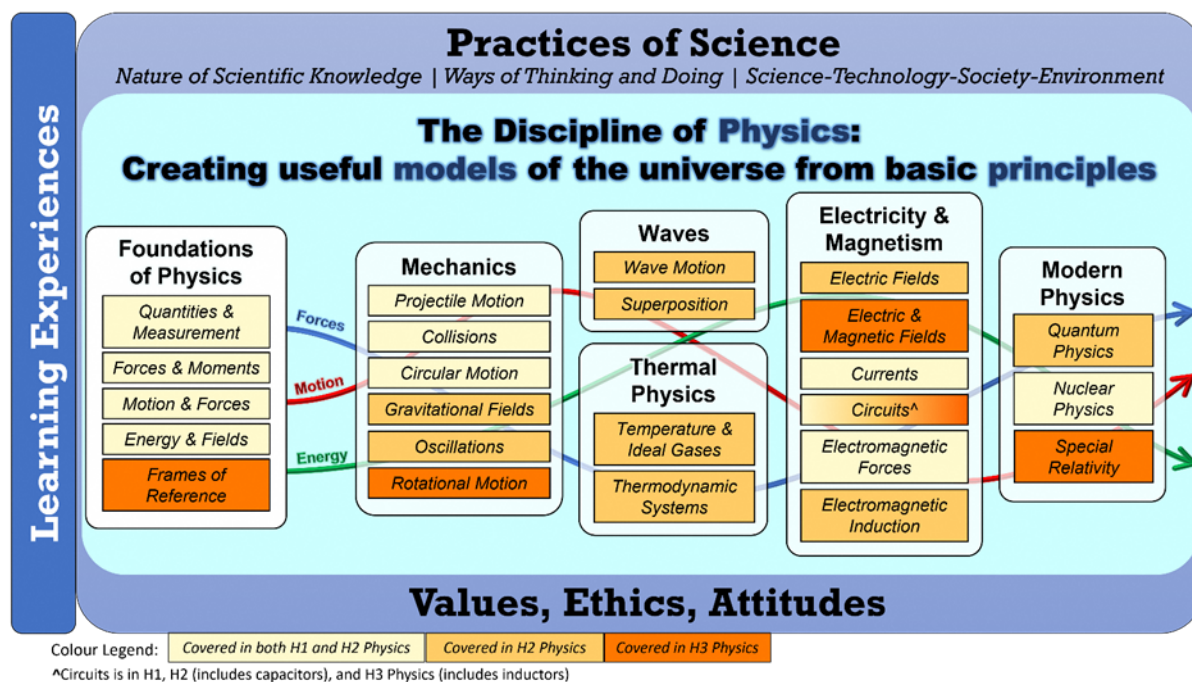 Learning Experiences
Practices of Science
Nature of Scientific Knowledge | Ways of Thinking and Doing | Science-Technology-Society-Environment
The Discipline of Physics:
Creating useful models of the universe from basic principles
Foundations
of Physics
Quantities &
Measurement
Forces & Moments
Motion & Forces
Energy & Fields
Frames of
Reference
Forces
Motion
Energy
Mechanics
Projectile Motion
Collisions
Circular Motion
Gravitational Fields
Oscillations
Rotational Motion
Waves
Wave Motion
Superposition
Thermal
Physics
Temperature &
Ideal Gases
Thermodynamic
Systems
Electricity &
Magnetism
Electric Fields
Electric &
Magnetic Fields
Currents
Circuits^
Electromagnetic
Forces
Electromagnetic
Induction
Modern
Physics
Quantum
Physics
Nuclear
Physics
Special
Relativity
Values, Ethics, Attitudes
Colour Legend:
Covered in both H1 and H2 Physics
Covered in H2 Physics
Covered in H3 Physics
^Circuits is in H1, H2 (includes capacitors), and H3 Physics (includes inductors)